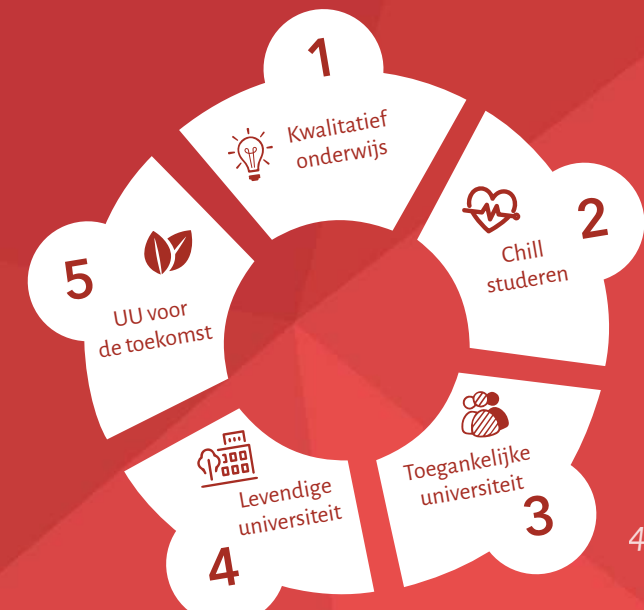 1
Kwalitatief
onderwijs
2
Chill
studeren
3
Toegankelijke
universiteit
4
Levendige
universiteit
5
UU voor
de toekomst
4